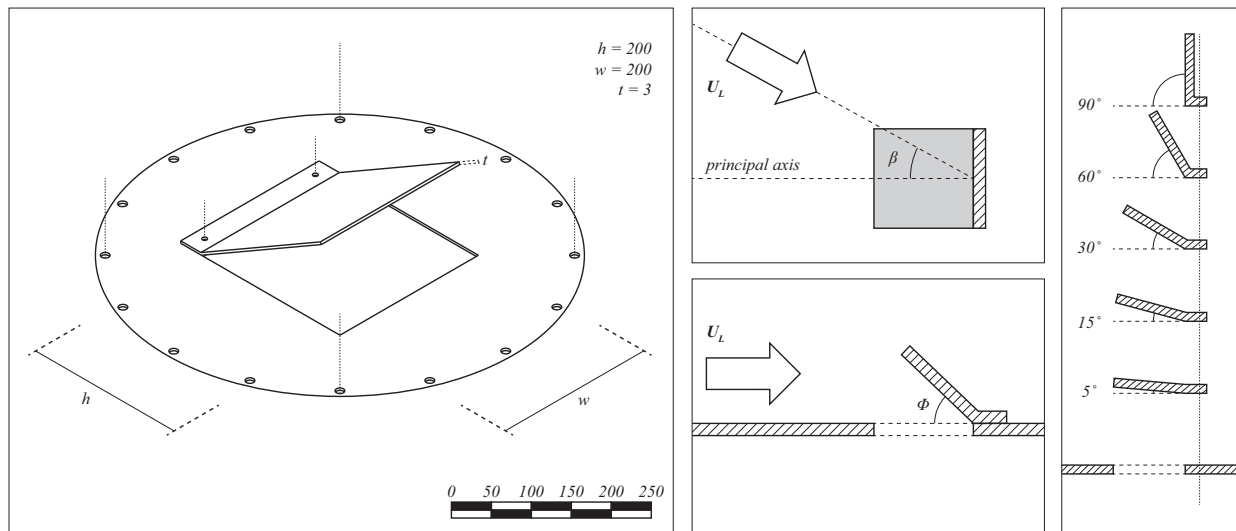 h = 200
w = 200
t = 3
t
h
w
0 50 100 150 200 250
U_L
β
principal axis
U_L
Φ
90°
60°
30°
15°
5°